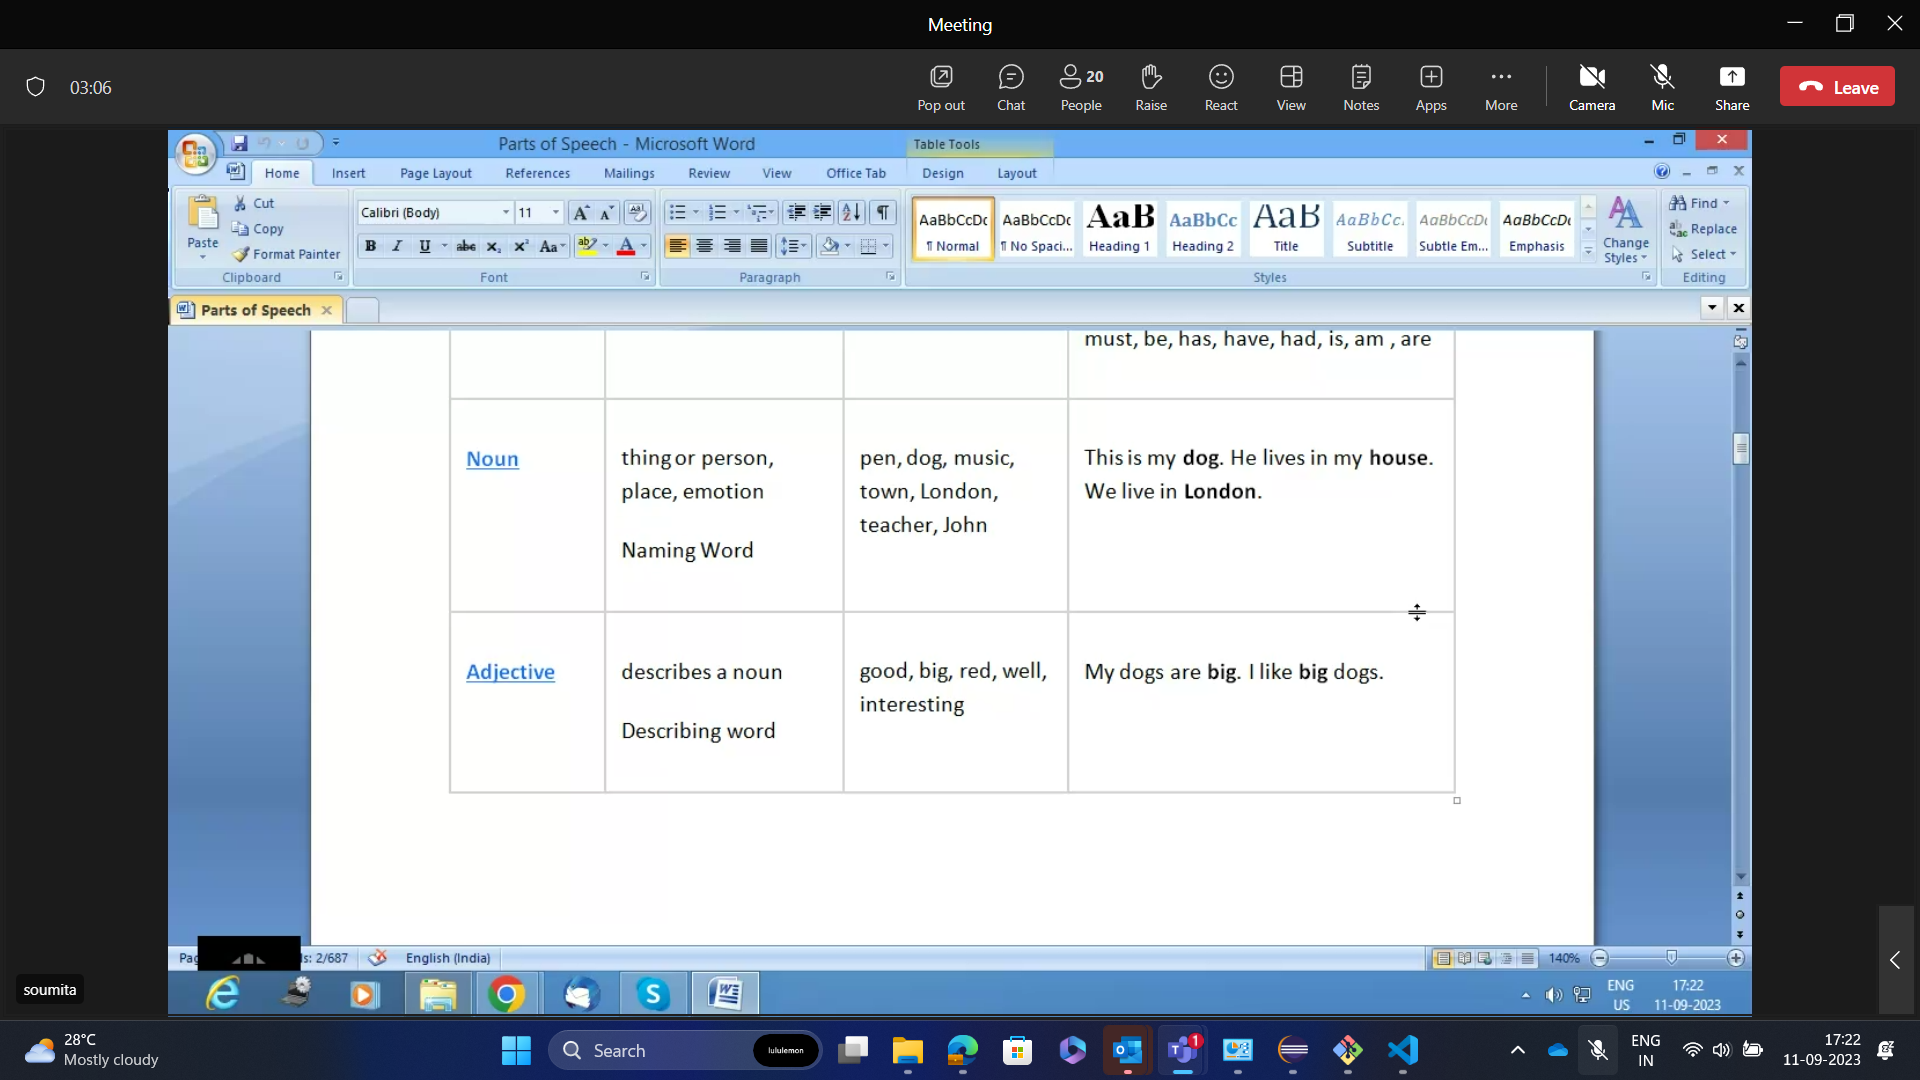 Meeting
03:06
Pop out
Chat
20
People
Raise
React
View
Notes
Apps
More
Camera
Mic
Share
Leave
Parts of Speech - Microsoft Word
Table Tools
Home
Insert
Page Layout
References
Mailings
Review
View
Office Tab
Design
Layout
Paste
Cut
Copy
Format Painter
Clipboard
Calibri (Body)
11
Font
Paragraph
AaBbCcDc
¶ Normal
AaBbCcDc
¶ No Spaci...
AaB
Heading 1
AaBbCc
Heading 2
AaB
Title
AaBbCc.
Subtitle
AaBbCcDc
Subtle Em...
AaBbCcDc
Emphasis
Styles
Change
Styles
Find
Replace
Select
Editing
Parts of Speech
must, be, has, have, had, is, am , are
Noun
thing or person,
place, emotion
Naming Word
pen, dog, music,
town, London,
teacher, John
This is my dog. He lives in my house.
We live in London.
Adjective
describes a noun
Describing word
good, big, red, well,
interesting
My dogs are big. I like big dogs.
s: 2/687
English (India)
140%
soumita
ENG
US
17:22
11-09-2023
28°C
Mostly cloudy
Search
lululemon
1
ENG
IN
17:22
11-09-2023